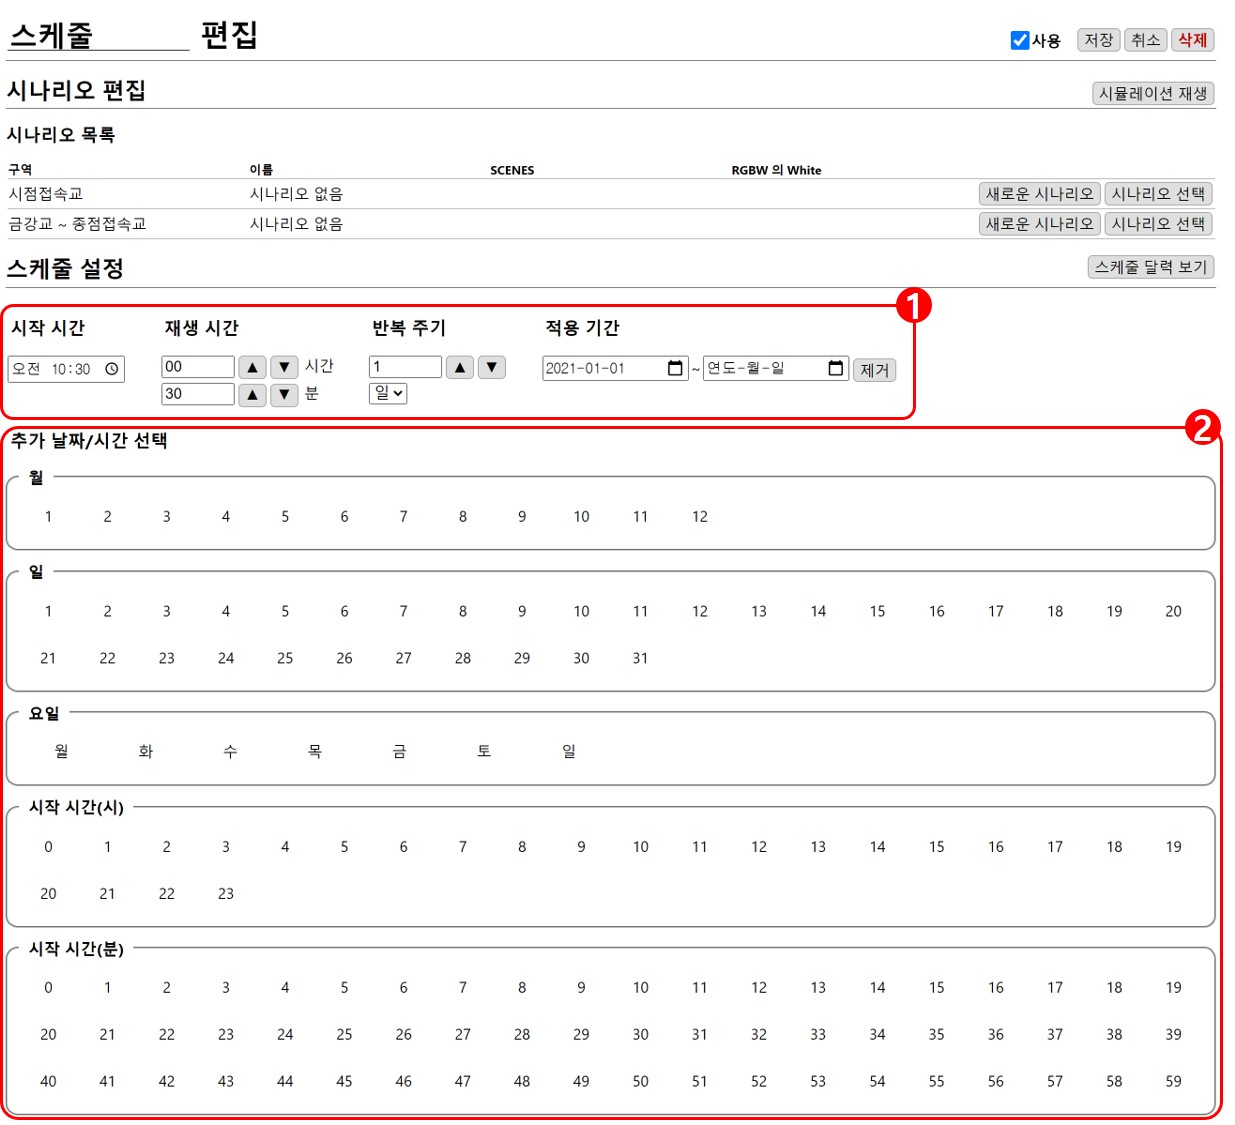 스케줄 편집
사용 저장 취소 삭제
시나리오 편집
시뮬레이션 재생
시나리오 목록
구역 이름 SCENES RGBW 의 White
시점접속교 시나리오 없음 새로운 시나리오 시나리오 선택
금강교 ~ 종점접속교 시나리오 없음 새로운 시나리오 시나리오 선택
스케줄 설정
스케줄 달력 보기
1
시작 시간 재생 시간 반복 주기 적용 기간
오전 10:30 00 ▲ ▼ 시간 1 ▲ ▼ 2021-01-01 ~ 연도-월-일 제거
30 ▲ ▼ 분 일
2
추가 날짜/시간 선택
월
1 2 3 4 5 6 7 8 9 10 11 12
일
1 2 3 4 5 6 7 8 9 10 11 12 13 14 15 16 17 18 19 20
21 22 23 24 25 26 27 28 29 30 31
요일
월 화 수 목 금 토 일
시작 시간(시)
0 1 2 3 4 5 6 7 8 9 10 11 12 13 14 15 16 17 18 19
20 21 22 23
시작 시간(분)
0 1 2 3 4 5 6 7 8 9 10 11 12 13 14 15 16 17 18 19
20 21 22 23 24 25 26 27 28 29 30 31 32 33 34 35 36 37 38 39
40 41 42 43 44 45 46 47 48 49 50 51 52 53 54 55 56 57 58 59